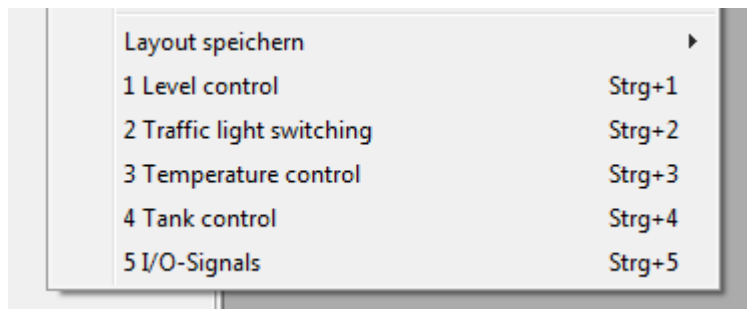 Layout speichern
1 Level control Strg+1
2 Traffic light switching Strg+2
3 Temperature control Strg+3
4 Tank control Strg+4
5 I/O-Signals Strg+5